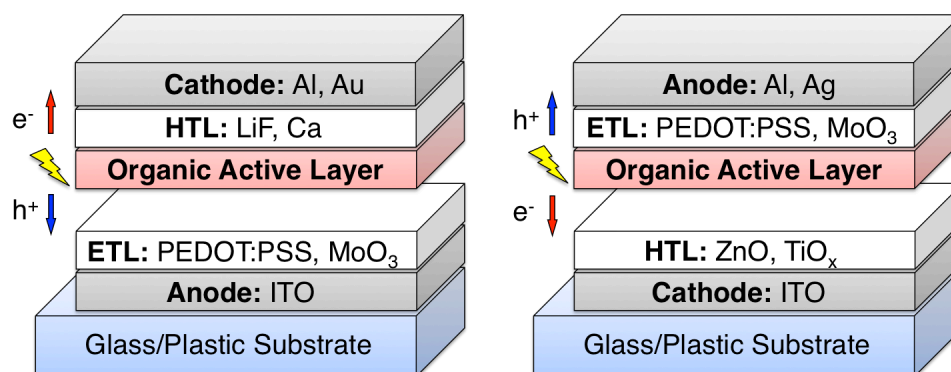 Cathode: Al, Au
e-
HTL: LiF, Ca
Organic Active Layer
h+
ETL: PEDOT:PSS, MoO3
Anode: ITO
Glass/Plastic Substrate
Anode: Al, Ag
h+
ETL: PEDOT:PSS, MoO3
Organic Active Layer
e-
HTL: ZnO, TiOx
Cathode: ITO
Glass/Plastic Substrate